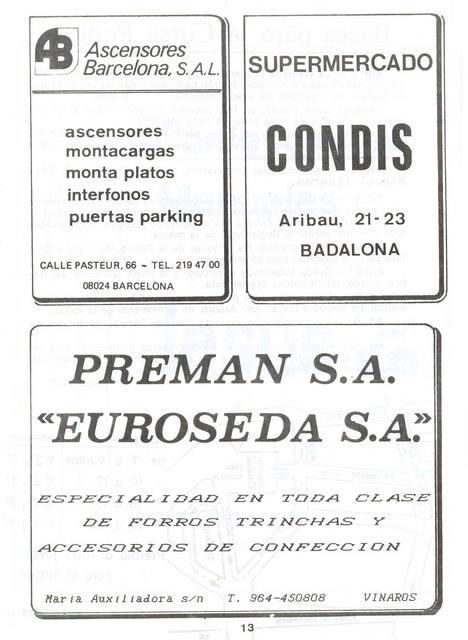 AB Ascensores
Barcelona, S.A.L.
ascensores
montacargas
monta platos
interfonos
puertas parking
CALLE PASTEUR, 66 - TEL. 219 47 00
08024 BARCELONA
SUPERMERCADO
CONDIS
Aribau, 21-23
BADALONA
PREMAN S.A.
«EUROSEDA S.A.»
ESPECIALIDAD EN TODA CLASE
DE FORROS TRINCHAS Y
ACCESORIOS DE CONFECCION
María Auxiliadora s/n T. 964-450808 VINAROS
13